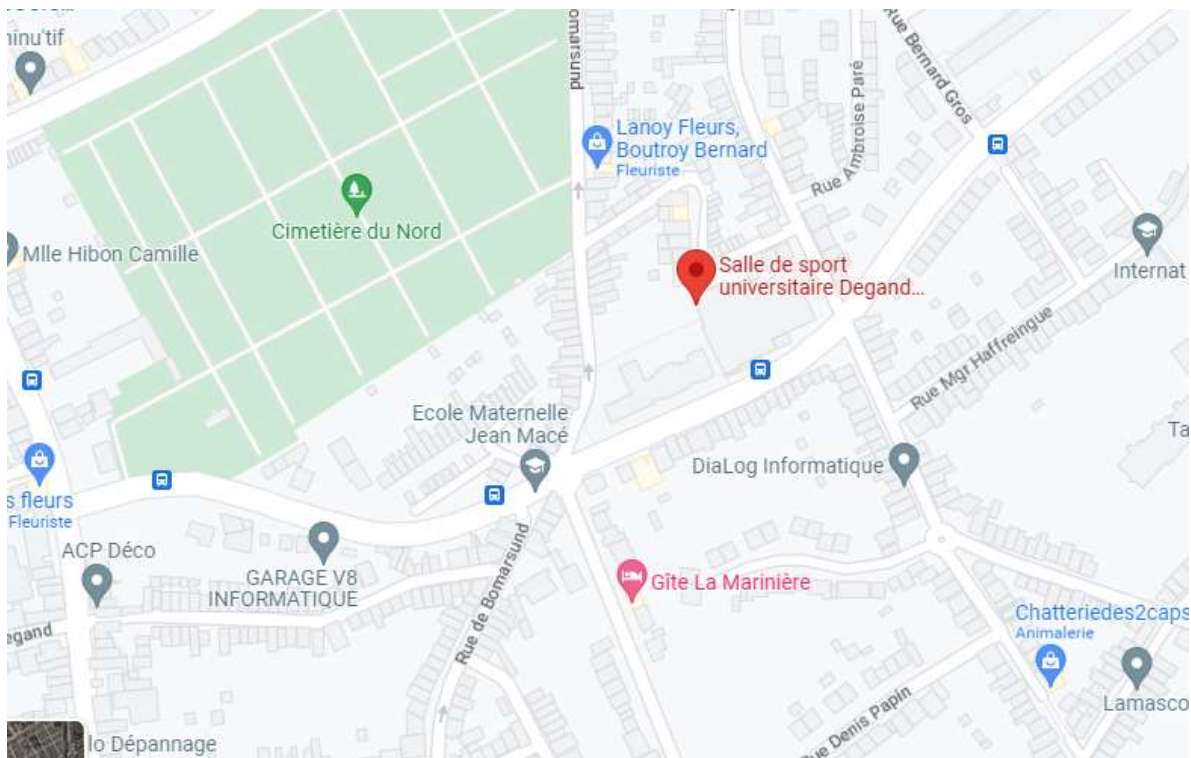 inu'tif
Bomarsund
Rue Bernard Gros
Rue Ambroise Paré
Lanoy Fleurs,
Boutroy Bernard
Fleuriste
Cimetière du Nord
Mlle Hibon Camille
Salle de sport
universitaire Degand...
Internat
Rue Mgr Haffreingue
Ecole Maternelle
Jean Macé
DiaLog Informatique
Ta
s fleurs
Fleuriste
ACP Déco
GARAGE V8
INFORMATIQUE
Rue de Bomarsund
Gîte La Marinière
Chatteriedes2caps
Animalerie
egand
Lamasco
Rue Denis Papin
lo Dépannage